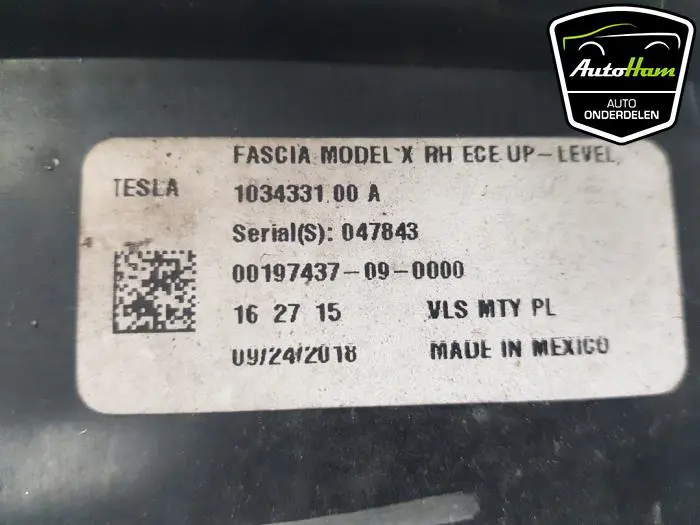 AutoHam
AUTO
ONDERDELEN
FASCIA MODEL X RH ECE UP-LEVEL
TESLA
1034331 00 A
Serial(S): 047843
00197437-09-0000
16 27 15 VLS MTY PL
09/24/2018 MADE IN MEXICO